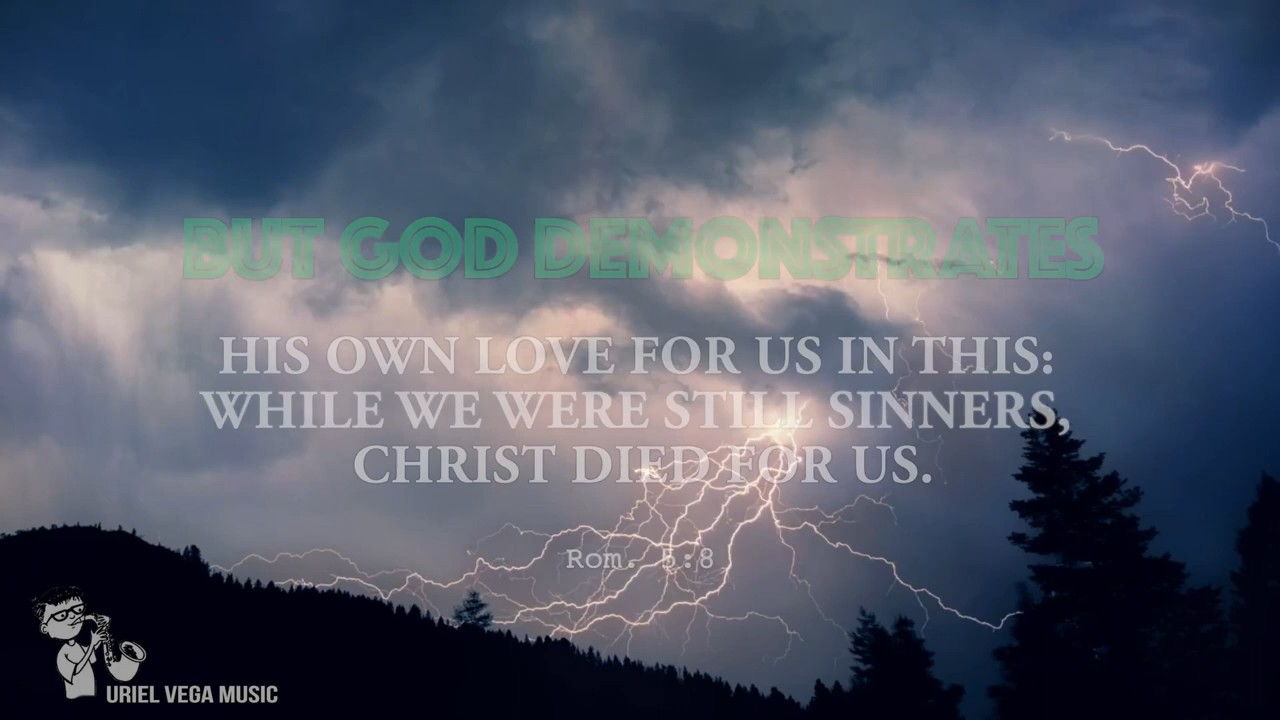 BUT GOD DEMONSTRATES
HIS OWN LOVE FOR US IN THIS:
WHILE WE WERE STILL SINNERS,
CHRIST DIED FOR US.
Rom. 5:8
URIEL VEGA MUSIC